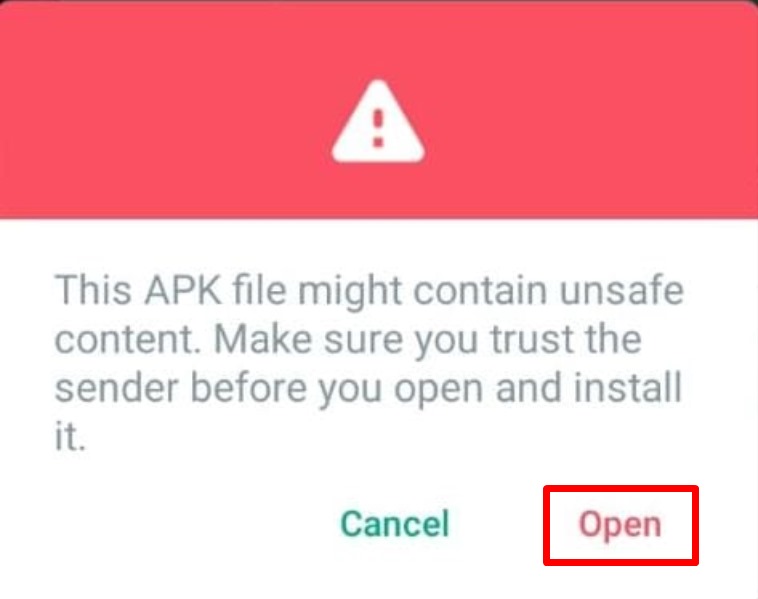 This APK file might contain unsafe
content. Make sure you trust the
sender before you open and install
it.
Cancel Open